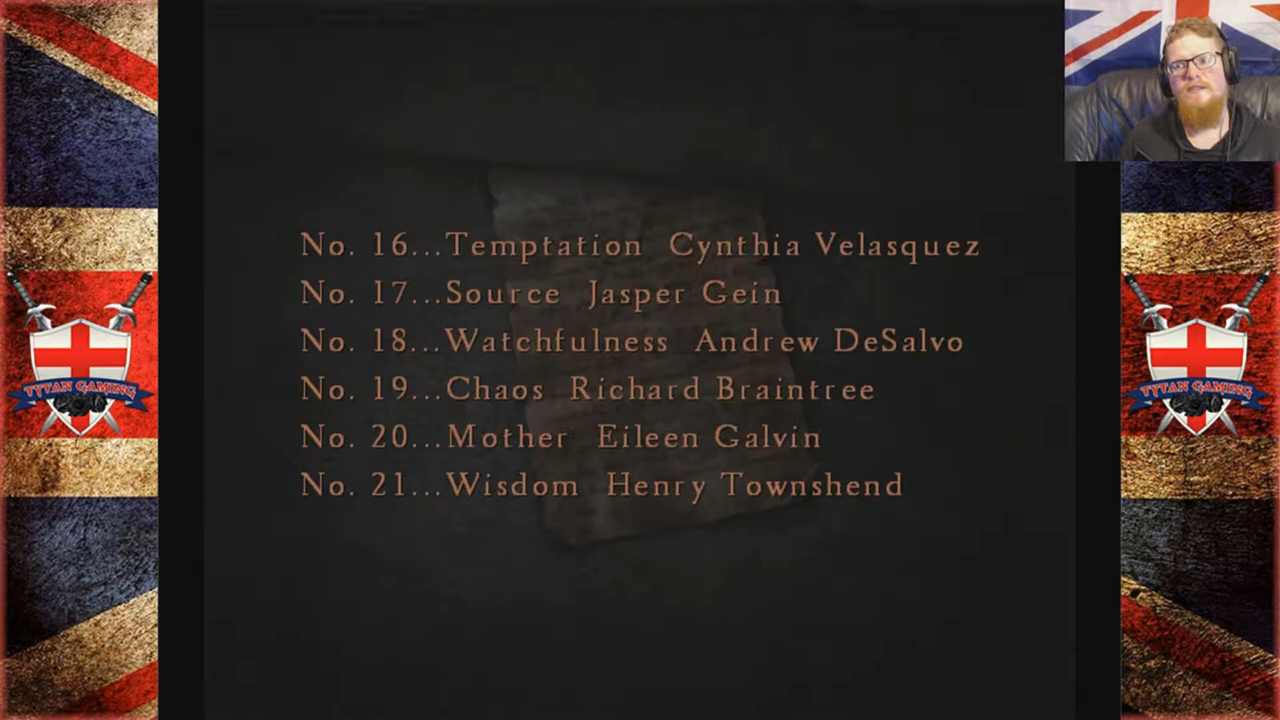 No. 16...Temptation Cynthia Velasquez
No. 17...Source Jasper Gein
No. 18...Watchfulness Andrew DeSalvo
No. 19...Chaos Richard Braintree
No. 20...Mother Eileen Galvin
No. 21...Wisdom Henry Townshend
TYTAN GAMING
TYTAN GAMING